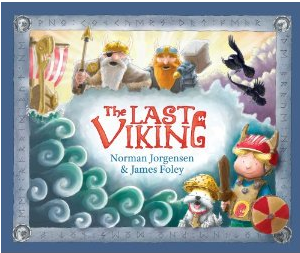 The LAST
VIKING
Norman Jorgensen
& James Foley